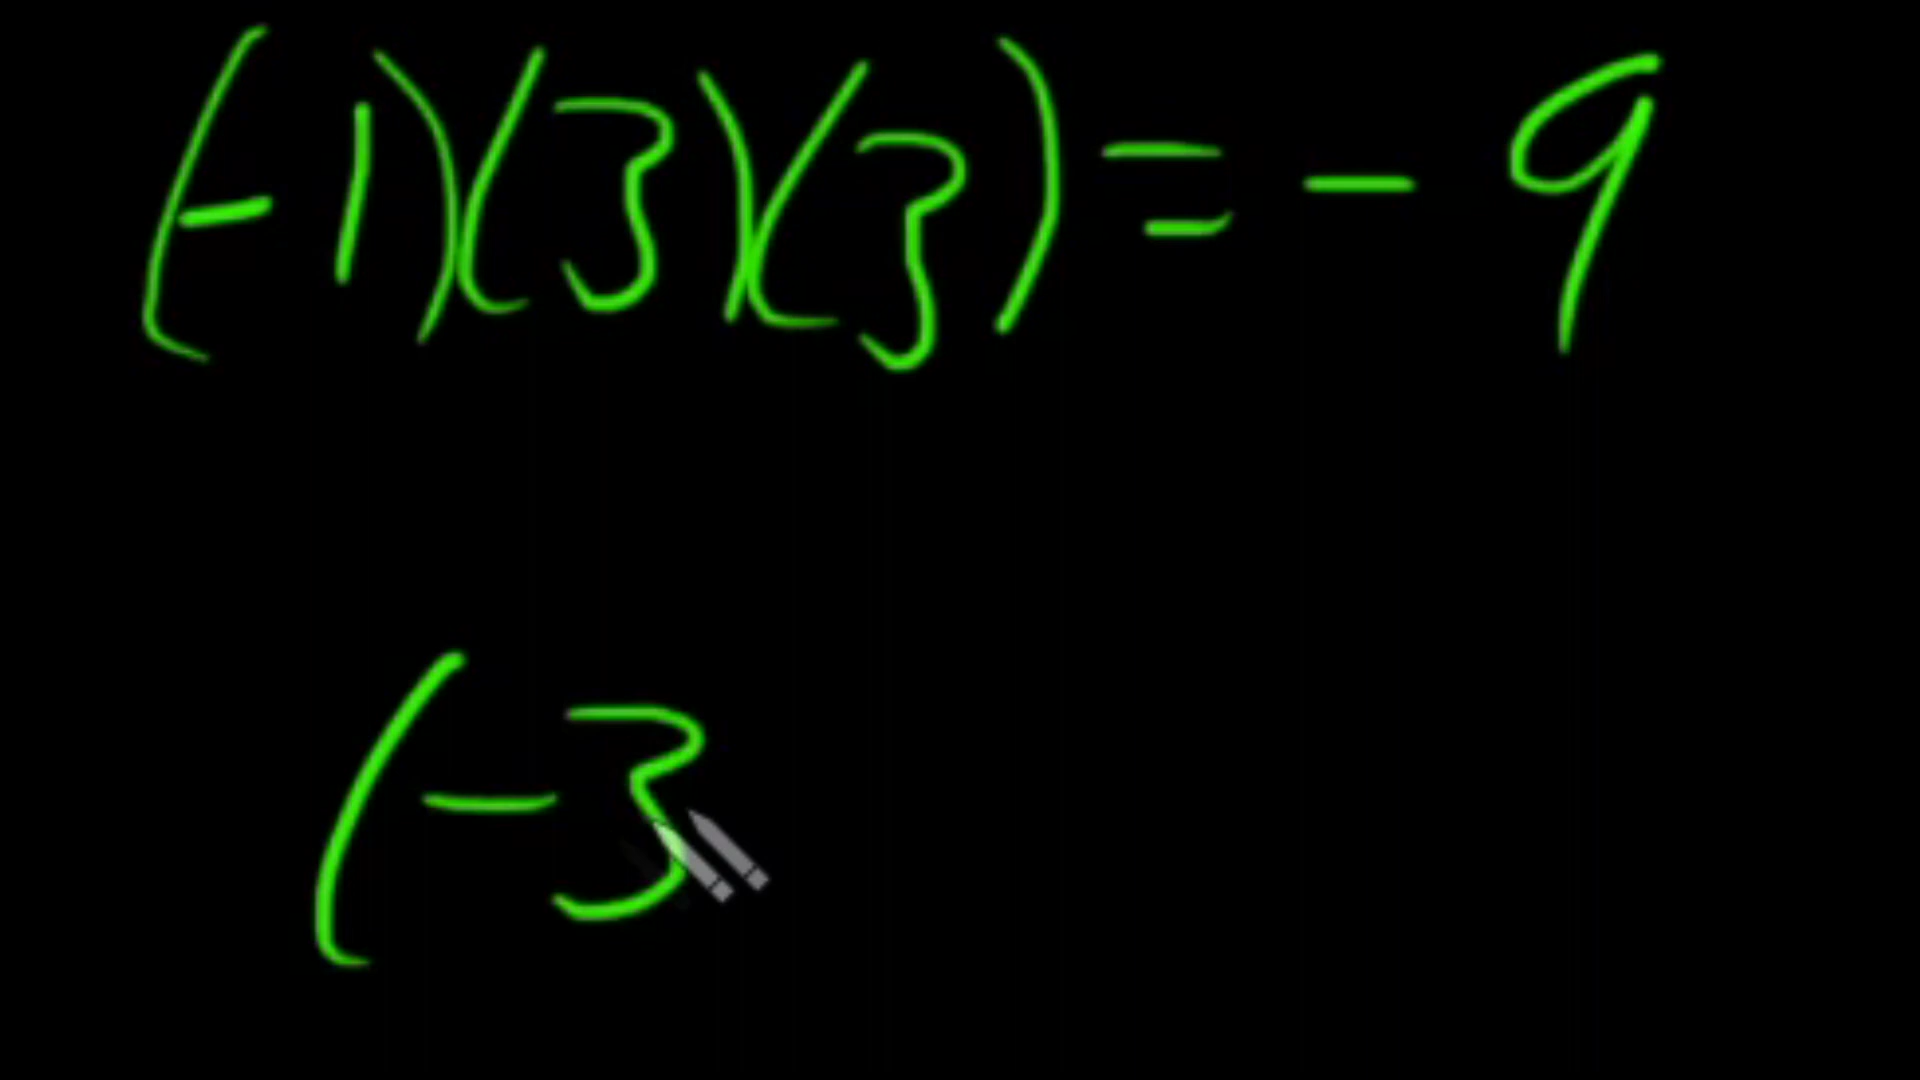 (-1)(3)(3) = -9
(-3